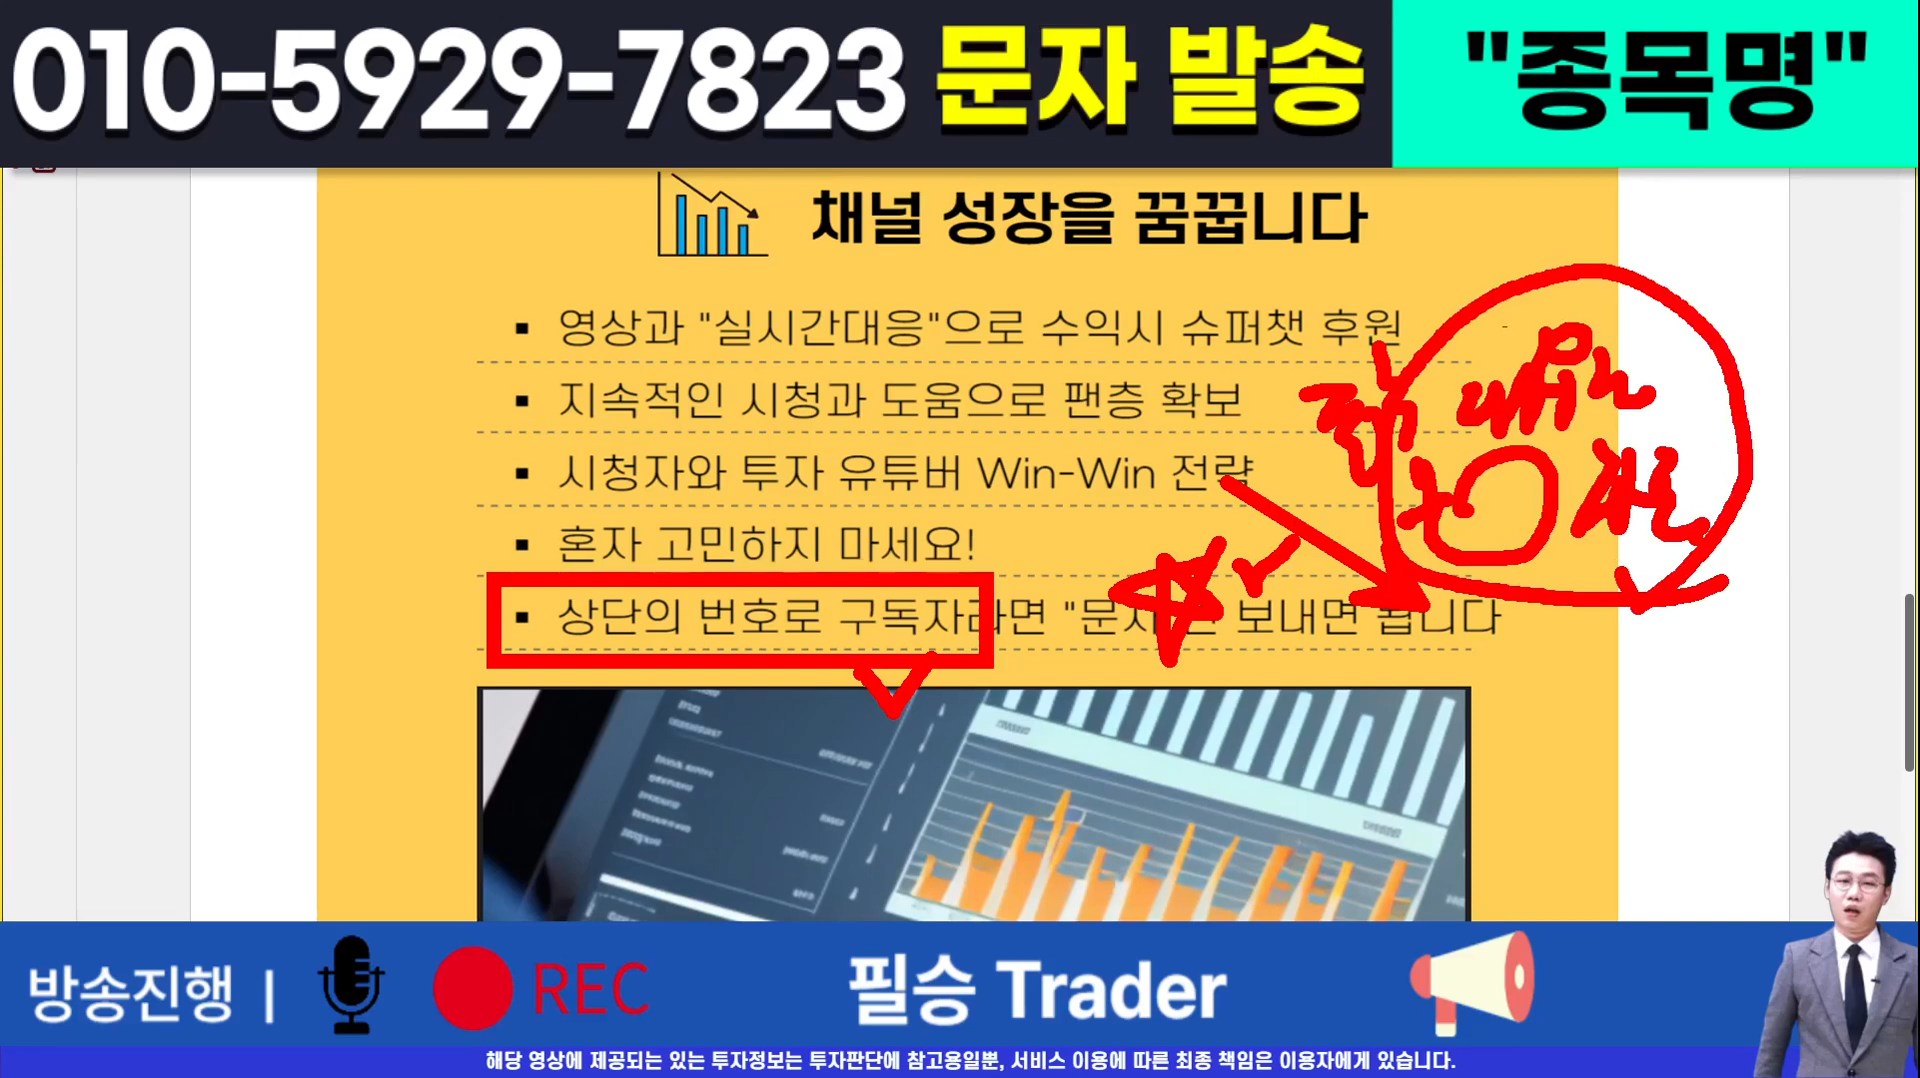 010-5929-7823 문자 발송 "종목명"
채널 성장을 꿈꿉니다
▪ 영상과 "실시간대응"으로 수익시 슈퍼챗 후원
▪ 지속적인 시청과 도움으로 팬층 확보
▪ 시청자와 투자 유튜버 Win-Win 전략
▪ 혼자 고민하지 마세요!
▪ 상단의 번호로 구독자라면 "문자" 보내면 됩니다
방송진행 | REC 필승 Trader
해당 영상에 제공되는 있는 투자정보는 투자판단에 참고용일뿐, 서비스 이용에 따른 최종 책임은 이용자에게 있습니다.